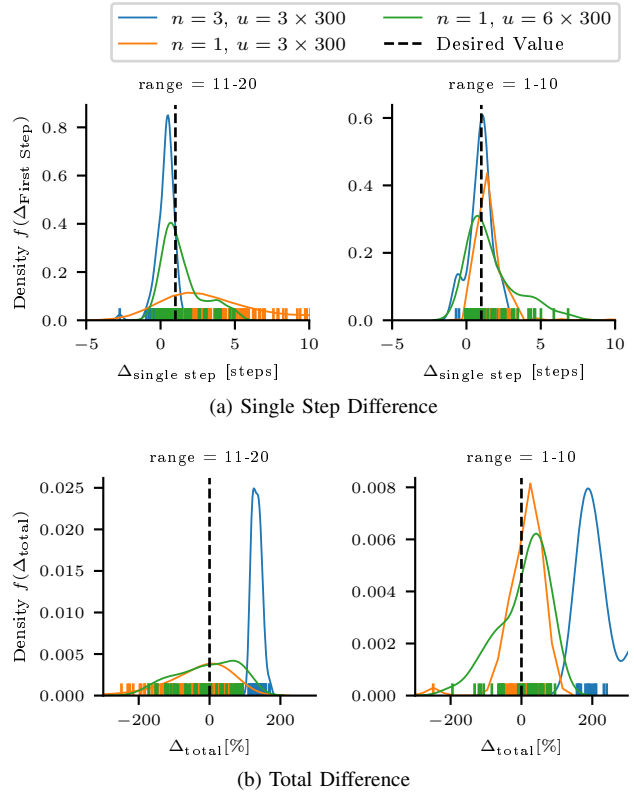 n = 3, u = 3 × 300
n = 1, u = 6 × 300
n = 1, u = 3 × 300
Desired Value
range = 11-20
range = 1-10
Density f(Δ_First Step)
0.8
0.6
0.4
0.2
0.0
0.6
0.4
0.2
0.0
−5 0 5 10
−5 0 5 10
Δ_single step [steps]
Δ_single step [steps]
(a) Single Step Difference
range = 11-20
range = 1-10
Density f(Δ_total)
0.025
0.020
0.015
0.010
0.005
0.000
0.008
0.006
0.004
0.002
0.000
−200 0 200
−200 0 200
Δ_total[%]
Δ_total[%]
(b) Total Difference